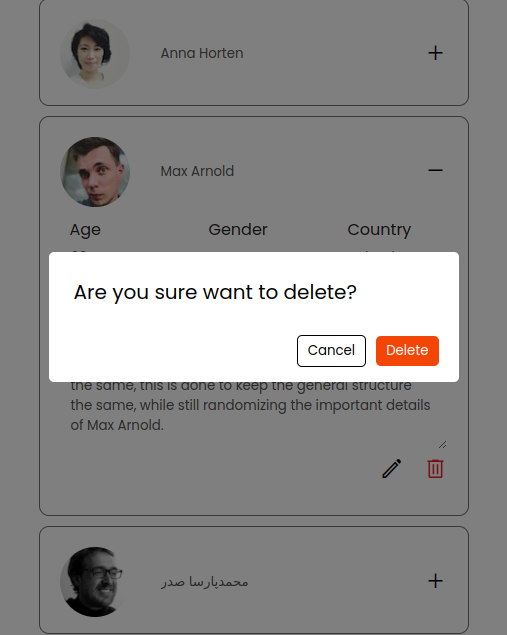 Anna Horten
Max Arnold
Age Gender Country
Are you sure want to delete?
Cancel Delete
the same, this is done to keep the general structure
the same, while still randomizing the important details
of Max Arnold.
محمدپارسا صدر